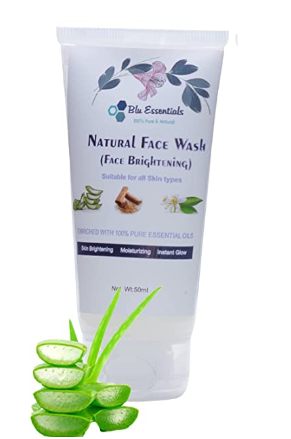 Blu Essentials
100% Pure & Natural
NATURAL FACE WASH
(FACE BRIGHTENING)
Suitable for all Skin types
ENRICHED WITH 100% PURE ESSENTIAL OILS
Skin Brightening Moisturizing Instant Glow
Net Wt.50ml